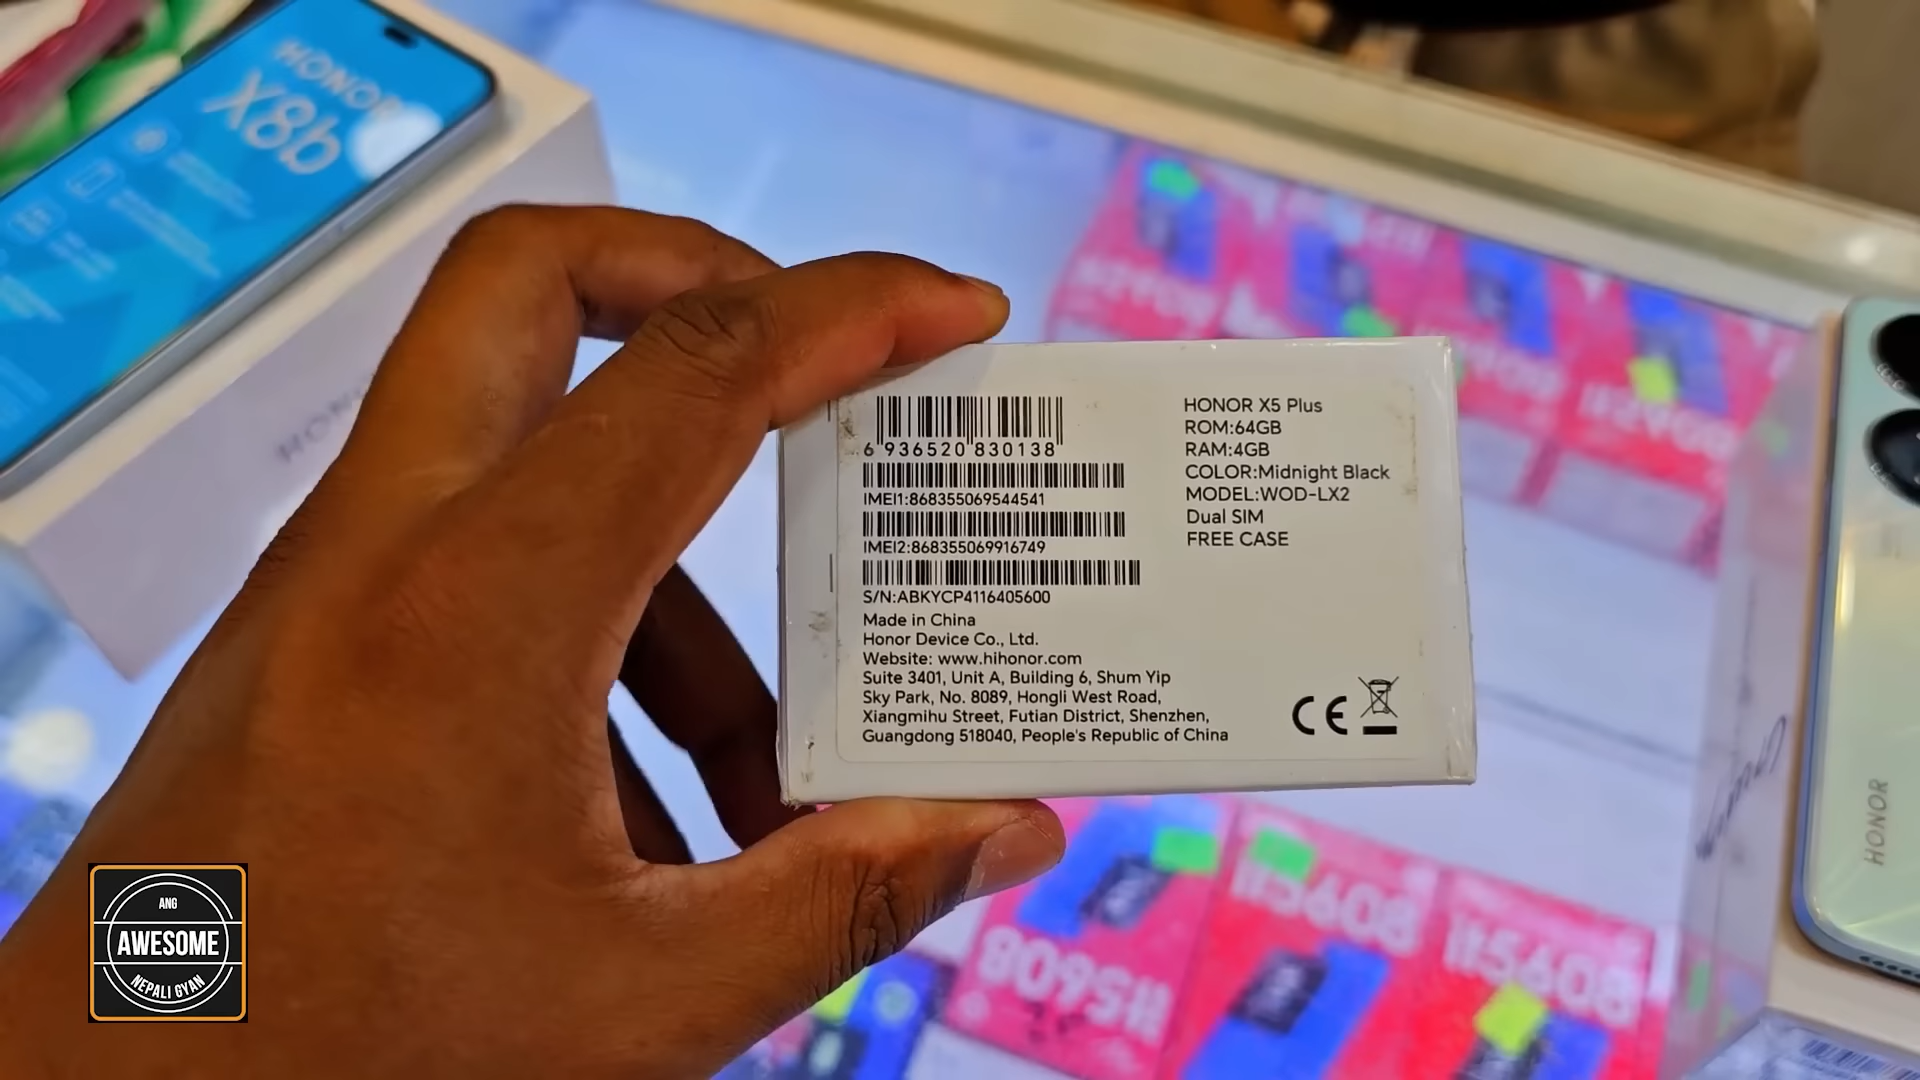 HONOR
X8b
6 936520 830138
IMEI1:868355069544541
IMEI2:868355069916749
S/N:ABKYCP4116405600
Made in China
Honor Device Co., Ltd.
Website: www.hihonor.com
Suite 3401, Unit A, Building 6, Shum Yip
Sky Park, No. 8089, Hongli West Road,
Xiangmihu Street, Futian District, Shenzhen,
Guangdong 518040, People's Republic of China
HONOR X5 Plus
ROM:64GB
RAM:4GB
COLOR:Midnight Black
MODEL:WOD-LX2
Dual SIM
FREE CASE
CE
HONOR
ANG
AWESOME
NEPALI GYAN